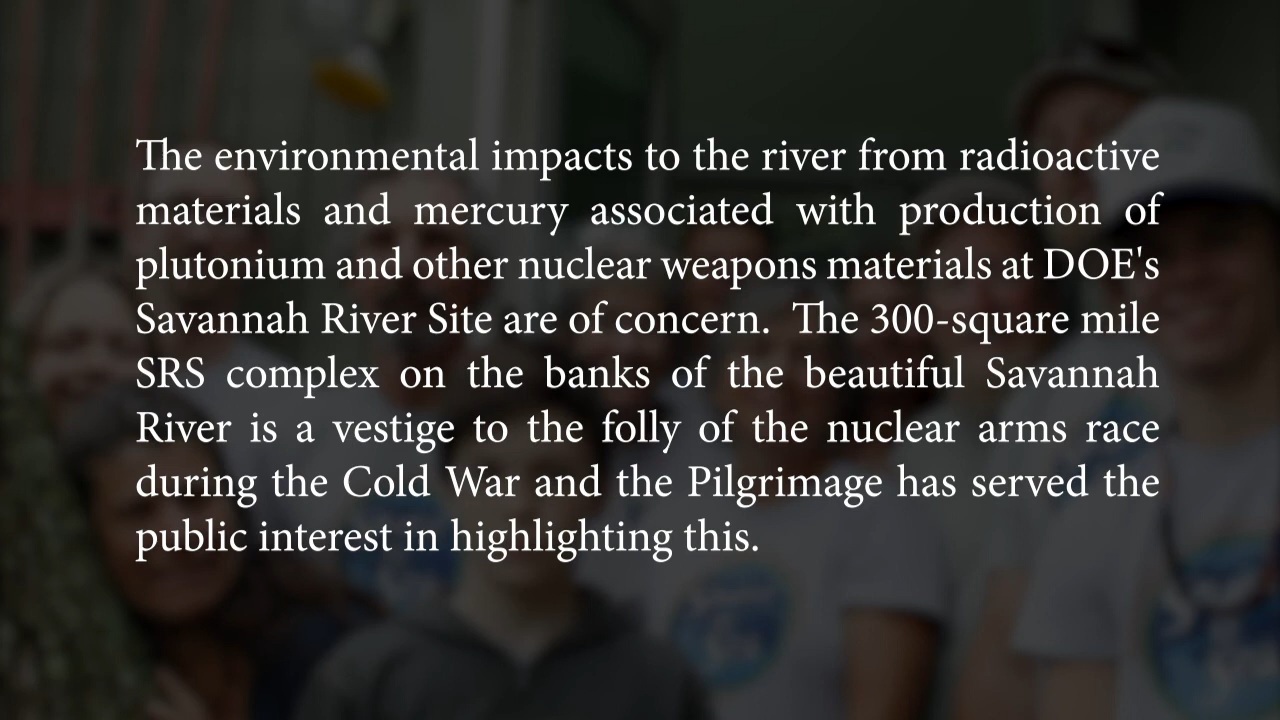 The environmental impacts to the river from radioactive
materials and mercury associated with production of
plutonium and other nuclear weapons materials at DOE's
Savannah River Site are of concern.  The 300-square mile
SRS complex on the banks of the beautiful Savannah
River is a vestige to the folly of the nuclear arms race
during the Cold War and the Pilgrimage has served the
public interest in highlighting this.